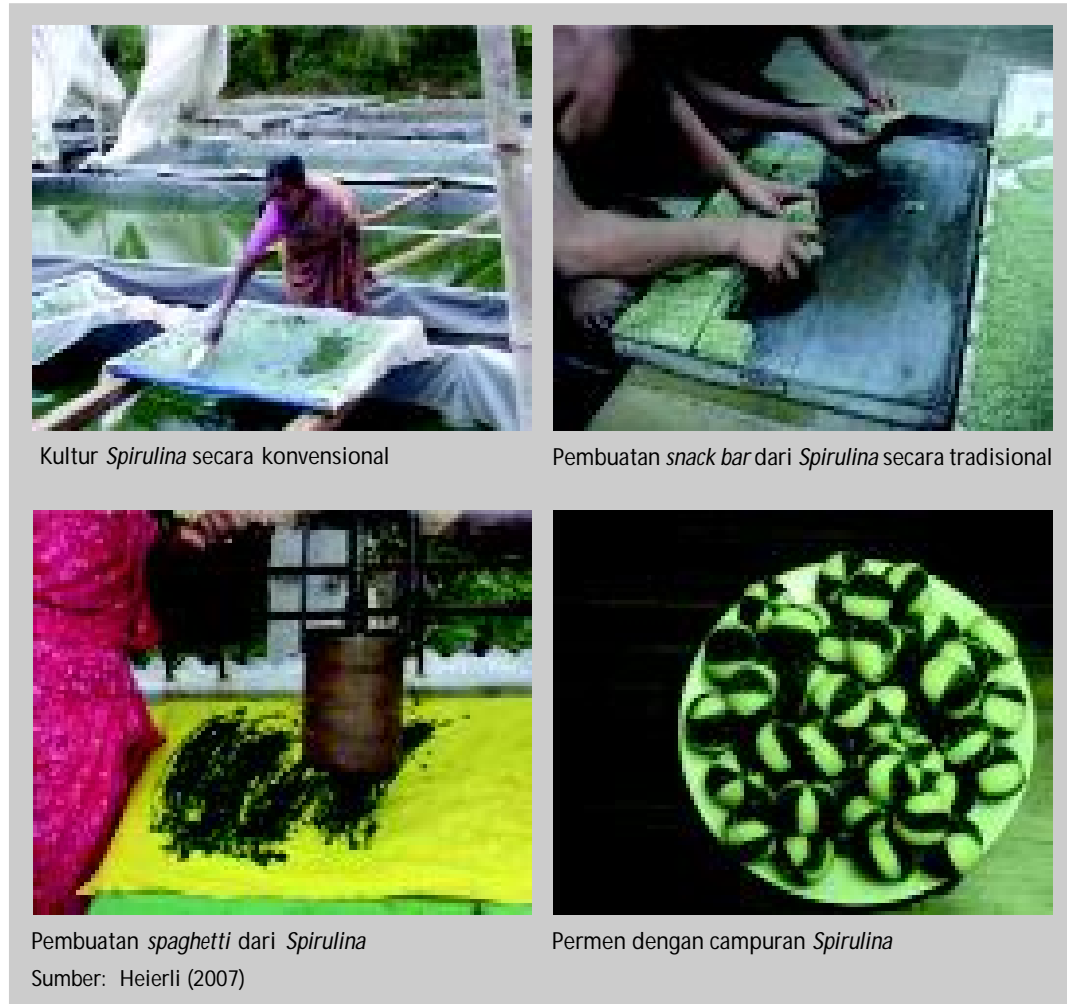 Kultur Spirulina secara konvensional
Pembuatan snack bar dari Spirulina secara tradisional
Pembuatan spaghetti dari Spirulina
Permen dengan campuran Spirulina
Sumber: Heierli (2007)